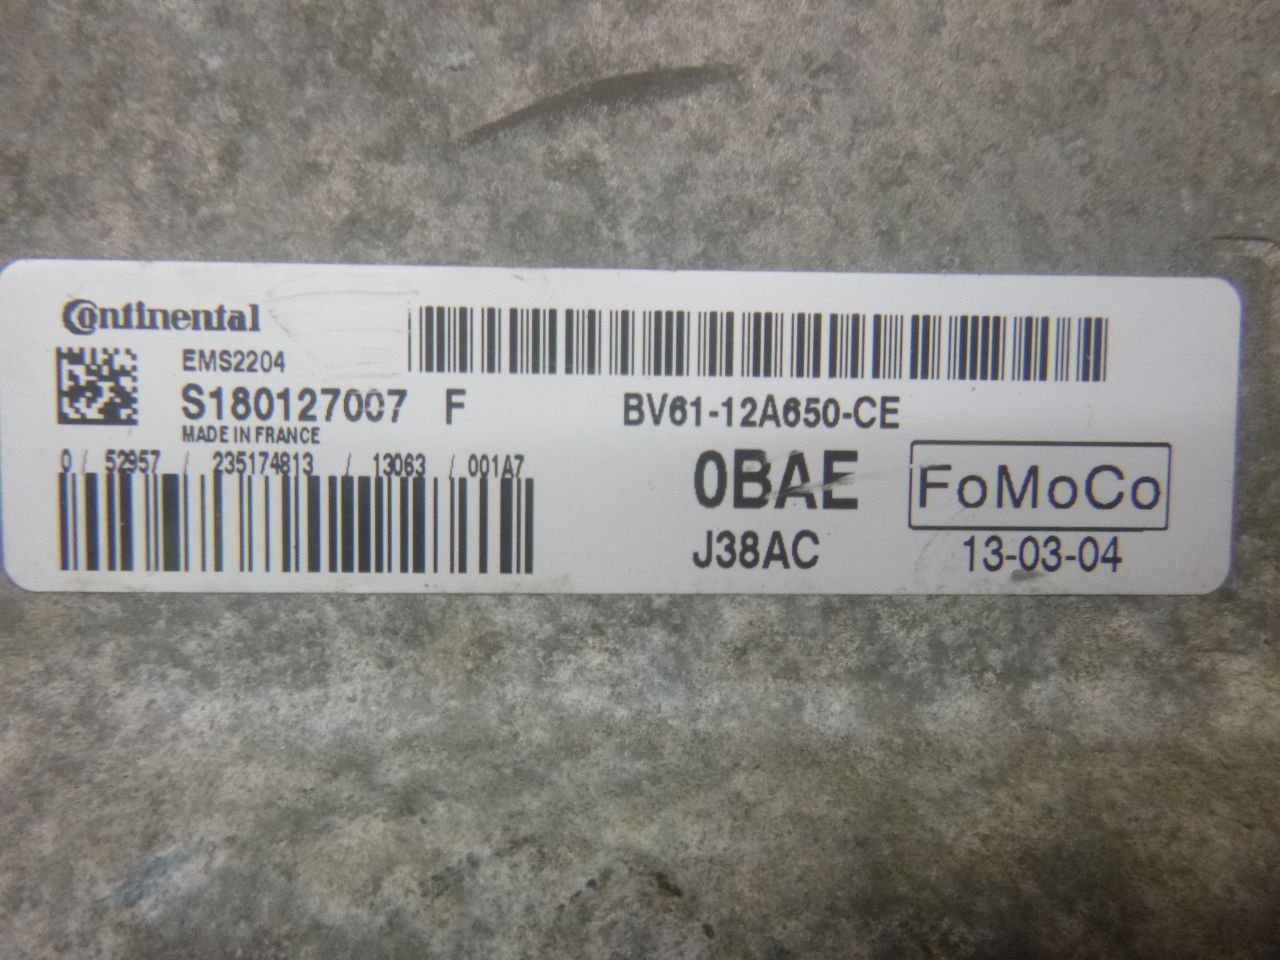 Continental
EMS2204
S180127007 F
MADE IN FRANCE
0 / 52957 / 235174813 / 13063 / 001A7
BV61-12A650-CE
0BAE
FoMoCo
J38AC
13-03-04